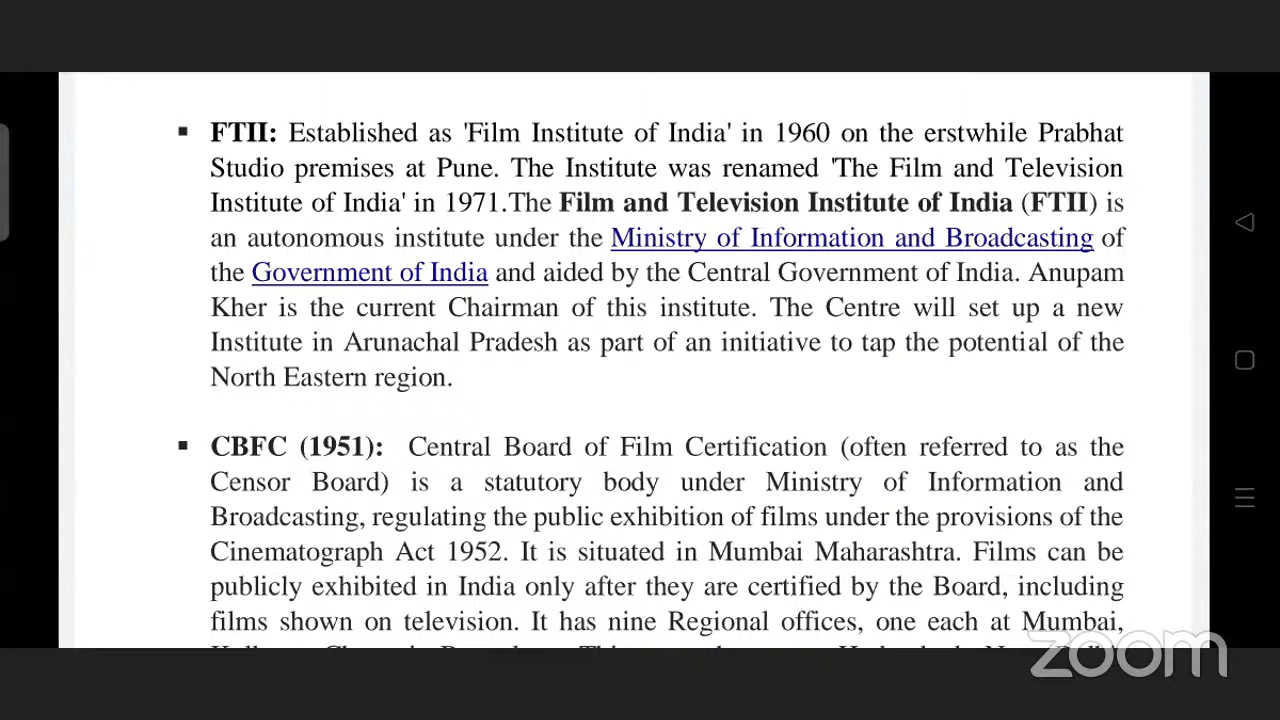 ▪ FTII: Established as 'Film Institute of India' in 1960 on the erstwhile Prabhat
Studio premises at Pune. The Institute was renamed 'The Film and Television
Institute of India' in 1971.The Film and Television Institute of India (FTII) is
an autonomous institute under the Ministry of Information and Broadcasting of
the Government of India and aided by the Central Government of India. Anupam
Kher is the current Chairman of this institute. The Centre will set up a new
Institute in Arunachal Pradesh as part of an initiative to tap the potential of the
North Eastern region.
▪ CBFC (1951): Central Board of Film Certification (often referred to as the
Censor Board) is a statutory body under Ministry of Information and
Broadcasting, regulating the public exhibition of films under the provisions of the
Cinematograph Act 1952. It is situated in Mumbai Maharashtra. Films can be
publicly exhibited in India only after they are certified by the Board, including
films shown on television. It has nine Regional offices, one each at Mumbai,
zoom